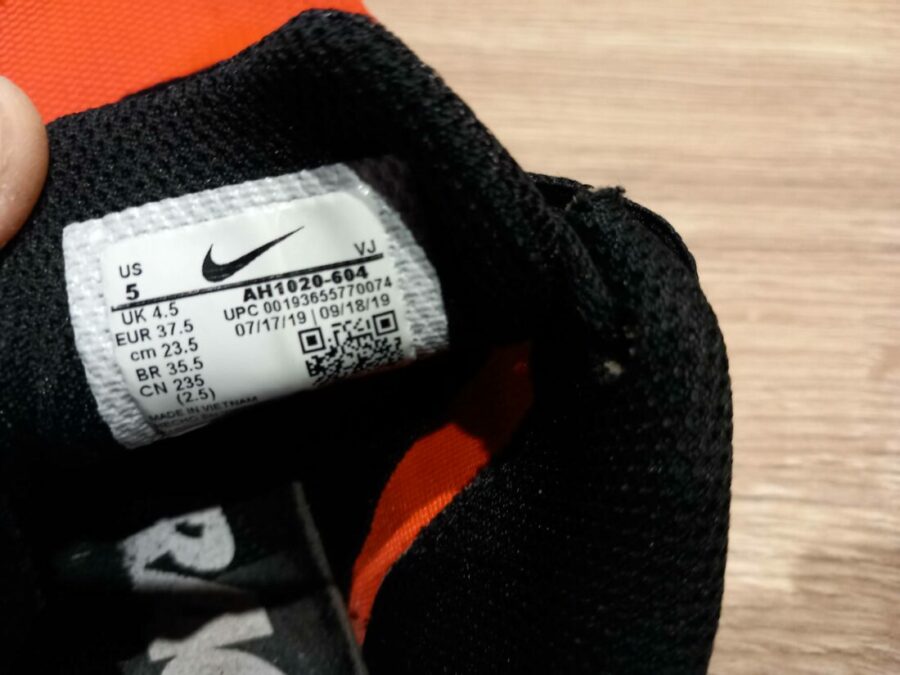 US
5
UK 4.5
EUR 37.5
cm 23.5
BR 35.5
CN 235
(2.5)
MADE IN VIETNAM
HECHO
VJ
AH1020-604
UPC 00193655770074
07/17/19 | 09/18/19